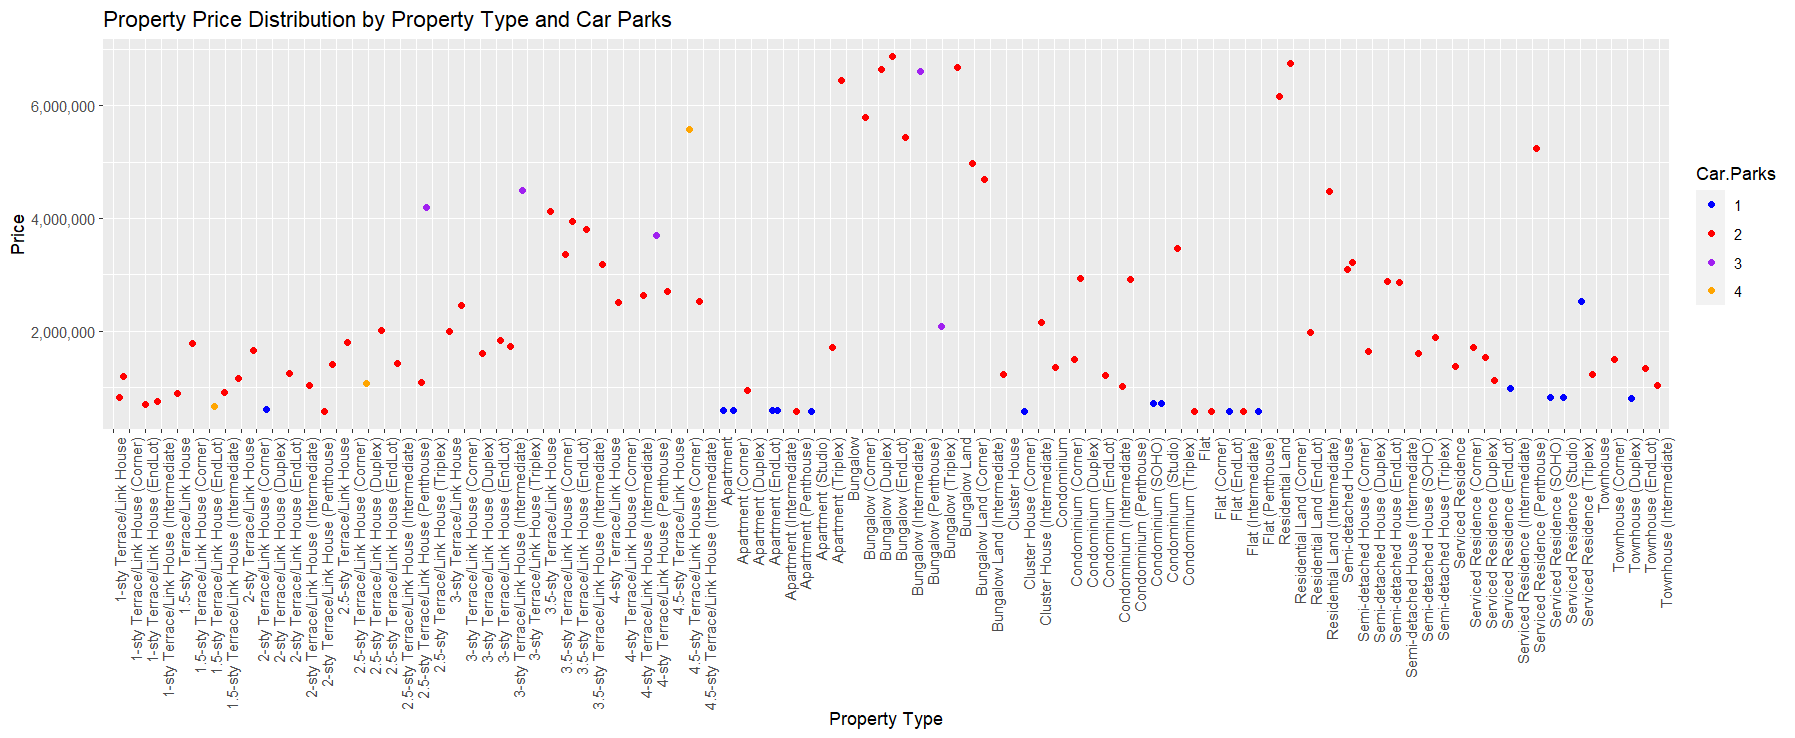 Property Price Distribution by Property Type and Car Parks
Price
6,000,000
4,000,000
2,000,000
Car.Parks
1
2
3
4
1-sty Terrace/Link House
1-sty Terrace/Link House (Corner)
1-sty Terrace/Link House (EndLot)
1-sty Terrace/Link House (Intermediate)
1.5-sty Terrace/Link House
1.5-sty Terrace/Link House (Corner)
1.5-sty Terrace/Link House (EndLot)
1.5-sty Terrace/Link House (Intermediate)
2-sty Terrace/Link House
2-sty Terrace/Link House (Corner)
2-sty Terrace/Link House (Duplex)
2-sty Terrace/Link House (EndLot)
2-sty Terrace/Link House (Intermediate)
2-sty Terrace/Link House (Penthouse)
2.5-sty Terrace/Link House
2.5-sty Terrace/Link House (Corner)
2.5-sty Terrace/Link House (Duplex)
2.5-sty Terrace/Link House (EndLot)
2.5-sty Terrace/Link House (Intermediate)
2.5-sty Terrace/Link House (Penthouse)
2.5-sty Terrace/Link House (Triplex)
3-sty Terrace/Link House
3-sty Terrace/Link House (Corner)
3-sty Terrace/Link House (Duplex)
3-sty Terrace/Link House (EndLot)
3-sty Terrace/Link House (Intermediate)
3-sty Terrace/Link House (Triplex)
3.5-sty Terrace/Link House
3.5-sty Terrace/Link House (Corner)
3.5-sty Terrace/Link House (EndLot)
3.5-sty Terrace/Link House (Intermediate)
4-sty Terrace/Link House
4-sty Terrace/Link House (Corner)
4-sty Terrace/Link House (Intermediate)
4-sty Terrace/Link House (Penthouse)
4.5-sty Terrace/Link House
4.5-sty Terrace/Link House (Corner)
4.5-sty Terrace/Link House (Intermediate)
Apartment
Apartment (Corner)
Apartment (Duplex)
Apartment (EndLot)
Apartment (Intermediate)
Apartment (Penthouse)
Apartment (Studio)
Apartment (Triplex)
Bungalow
Bungalow (Corner)
Bungalow (Duplex)
Bungalow (EndLot)
Bungalow (Intermediate)
Bungalow (Penthouse)
Bungalow (Triplex)
Bungalow Land
Bungalow Land (Corner)
Bungalow Land (Intermediate)
Cluster House
Cluster House (Corner)
Cluster House (Intermediate)
Condominium
Condominium (Corner)
Condominium (Duplex)
Condominium (EndLot)
Condominium (Intermediate)
Condominium (Penthouse)
Condominium (SOHO)
Condominium (Studio)
Condominium (Triplex)
Flat
Flat (Corner)
Flat (EndLot)
Flat (Intermediate)
Flat (Penthouse)
Residential Land
Residential Land (Corner)
Residential Land (EndLot)
Residential Land (Intermediate)
Semi-detached House
Semi-detached House (Corner)
Semi-detached House (Duplex)
Semi-detached House (EndLot)
Semi-detached House (Intermediate)
Semi-detached House (SOHO)
Semi-detached House (Triplex)
Serviced Residence
Serviced Residence (Corner)
Serviced Residence (Duplex)
Serviced Residence (EndLot)
Serviced Residence (Intermediate)
Serviced Residence (Penthouse)
Serviced Residence (SOHO)
Serviced Residence (Studio)
Serviced Residence (Triplex)
Townhouse
Townhouse (Corner)
Townhouse (Duplex)
Townhouse (EndLot)
Townhouse (Intermediate)
Property Type